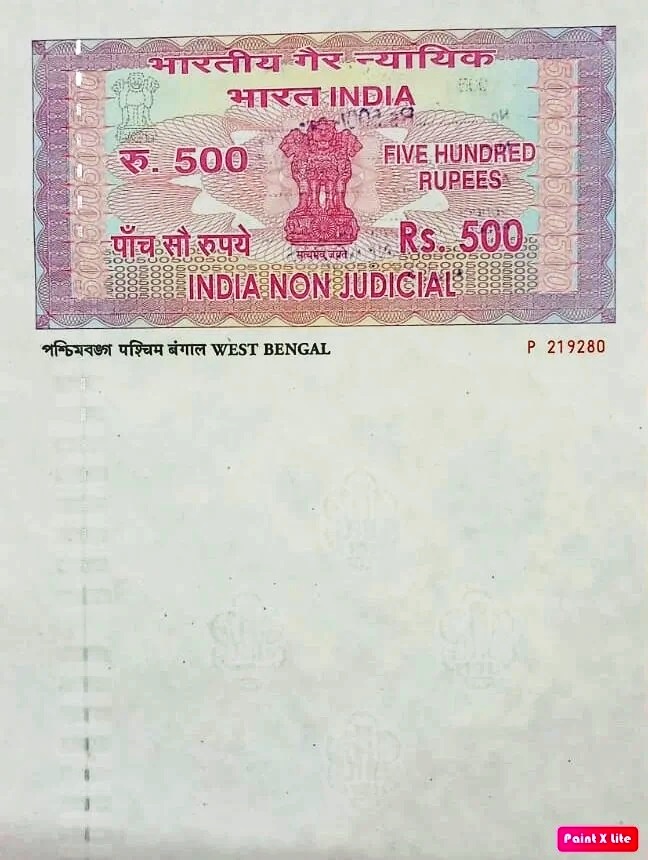 भारतीय गैर न्यायिक
भारत INDIA
रु. 500
FIVE HUNDRED
RUPEES
सत्यमेव जयते
पाँच सौ रुपये
Rs. 500
INDIA NON JUDICIAL
পশ্চিমবঙ্গ पश्चिम बंगाल WEST BENGAL
P 219280
Paint X Lite